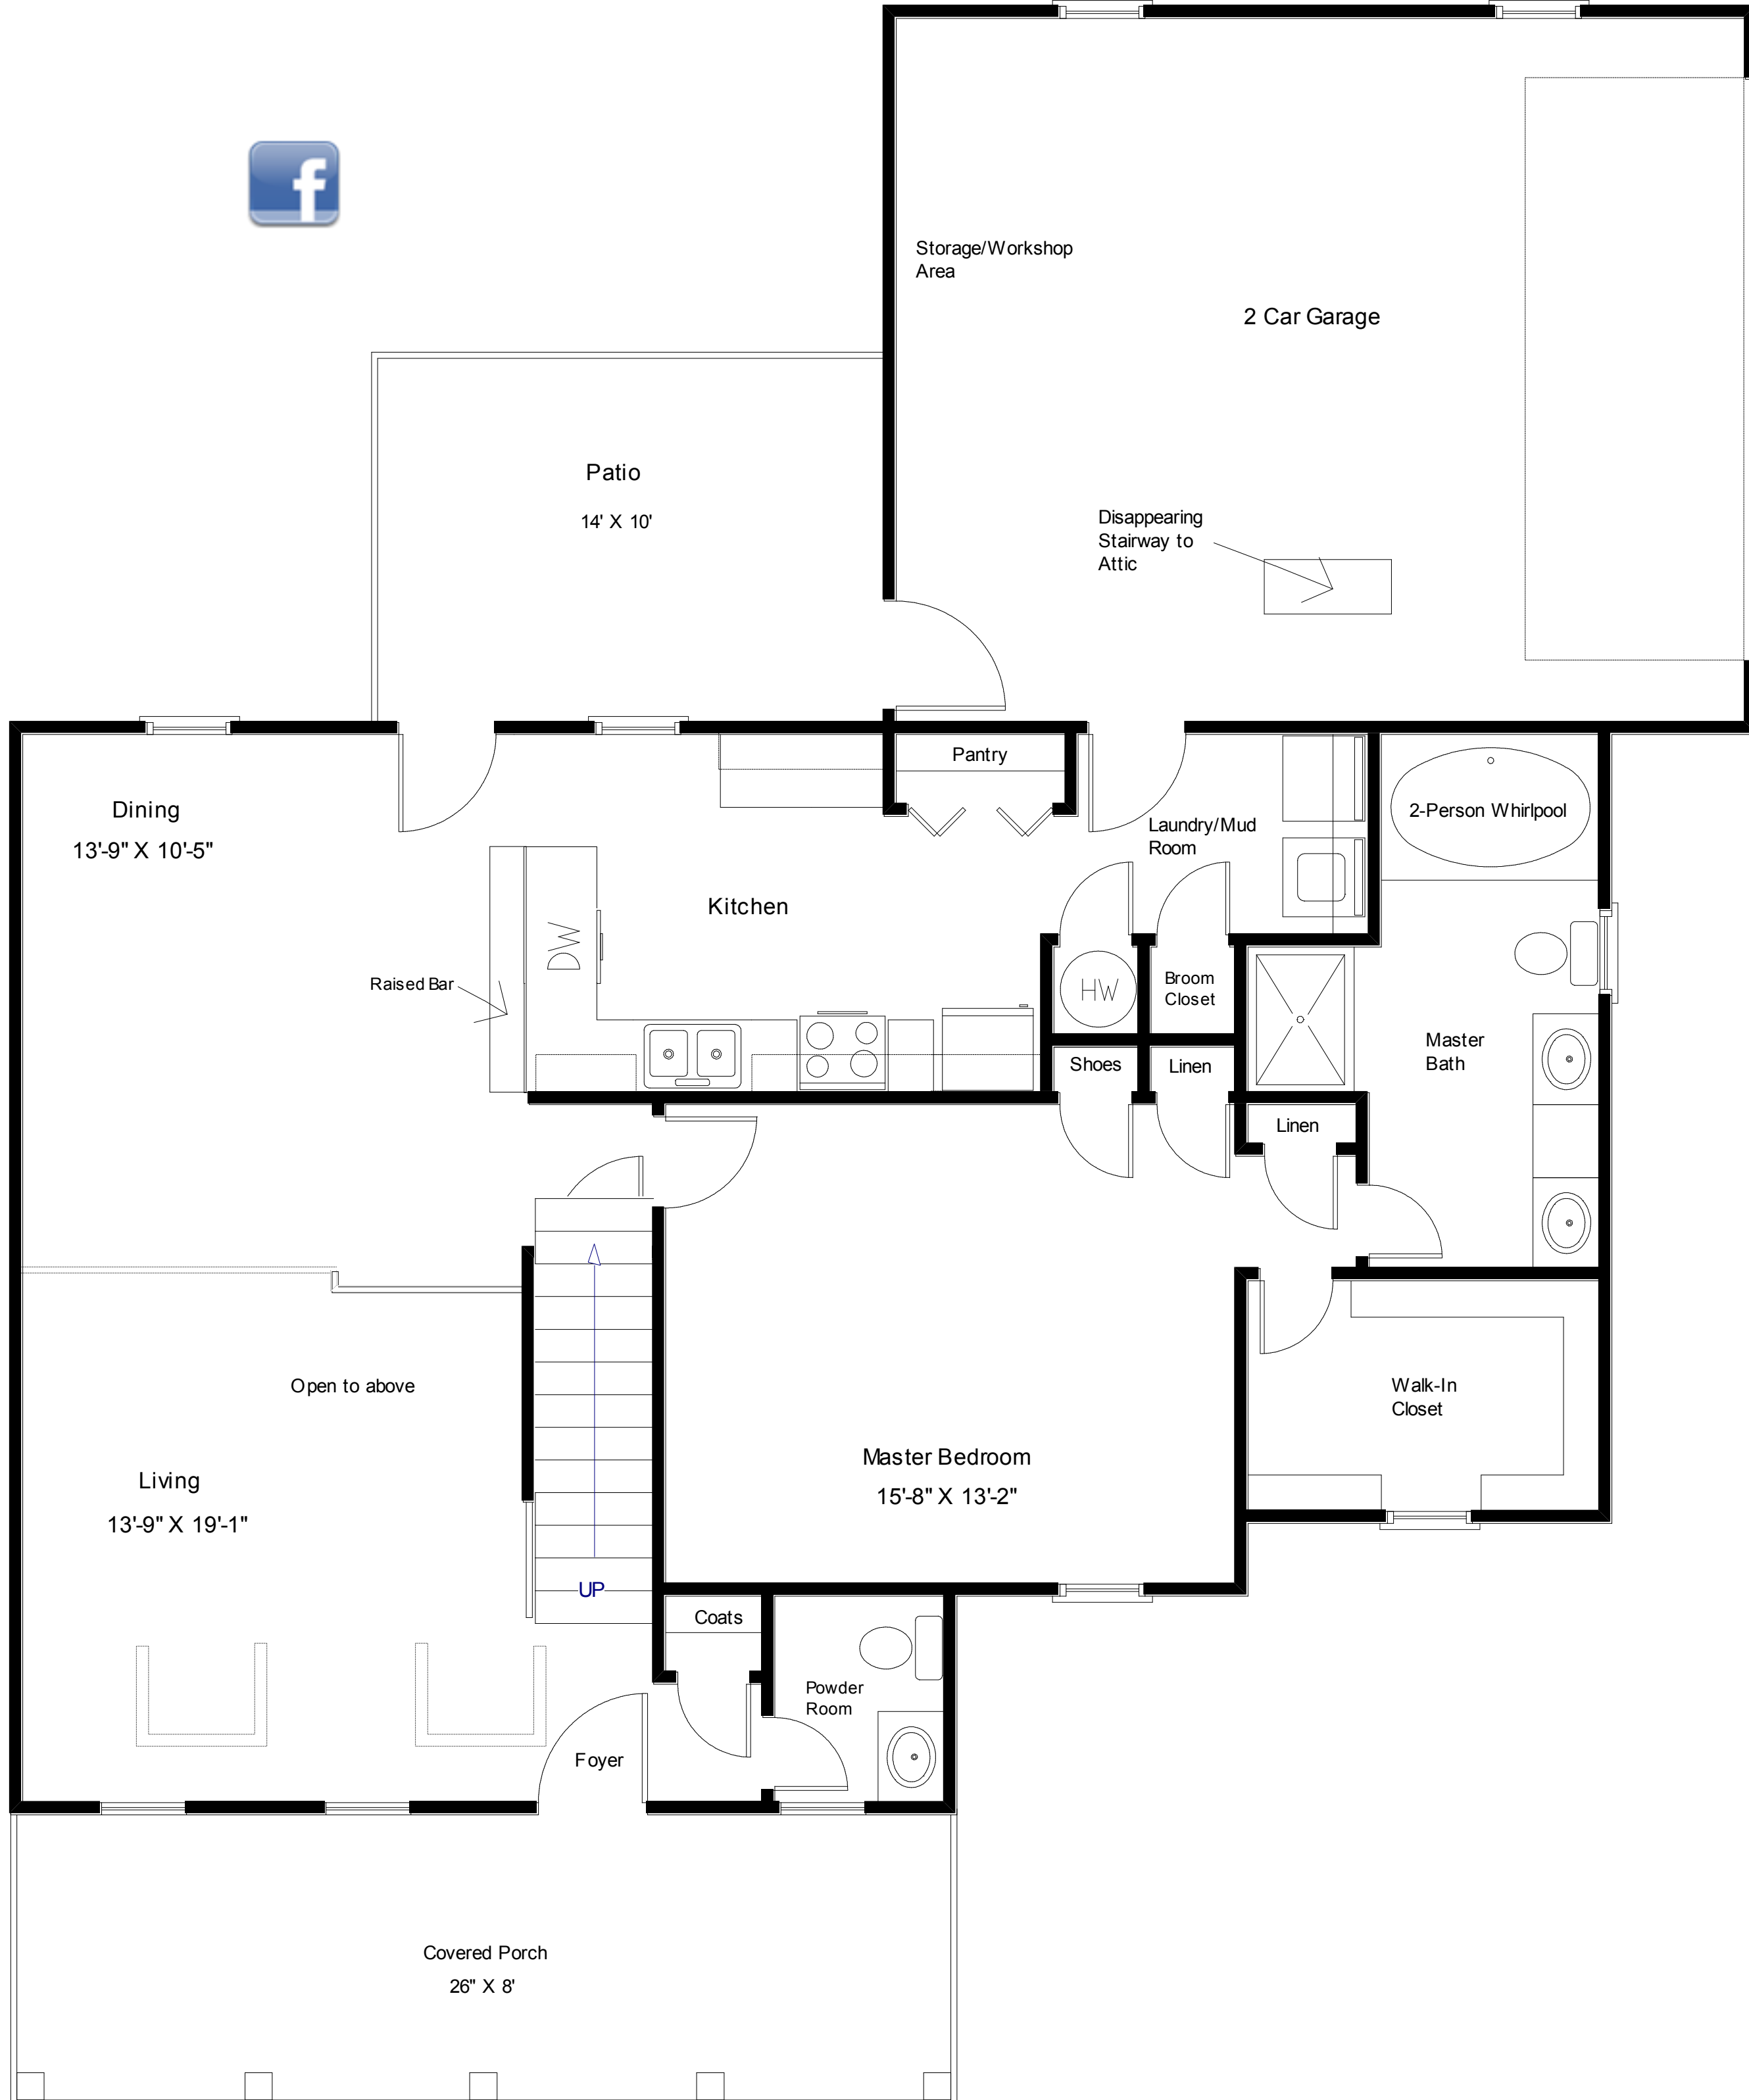 f
Storage/Workshop
Area
2 Car Garage
Patio
14' X 10'
Disappearing
Stairway to
Attic
Pantry
Dining
13'-9" X 10'-5"
Laundry/Mud
Room
2-Person Whirlpool
Kitchen
DW
Raised Bar
HW
Broom
Closet
Master
Bath
Shoes
Linen
Linen
Open to above
Walk-In
Closet
Living
13'-9" X 19'-1"
Master Bedroom
15'-8" X 13'-2"
UP
Coats
Powder
Room
Foyer
Covered Porch
26" X 8'